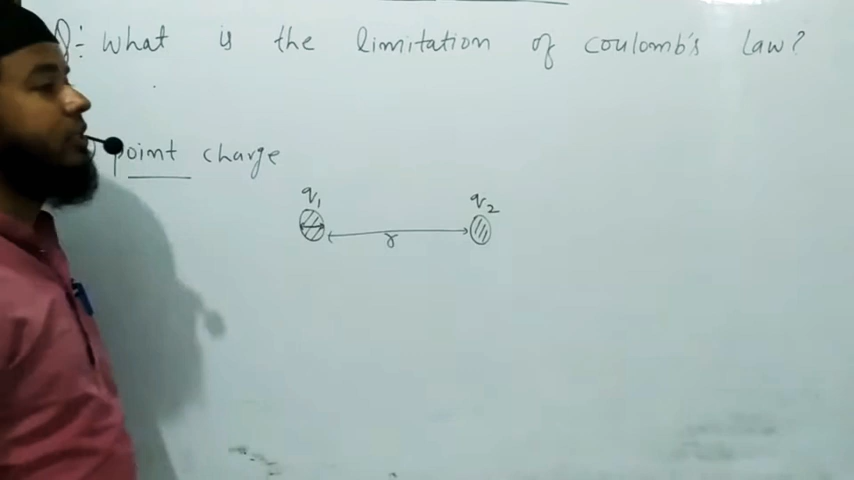 Q:- What is the limitation of coulomb's law?
point charge
q1 q2
r